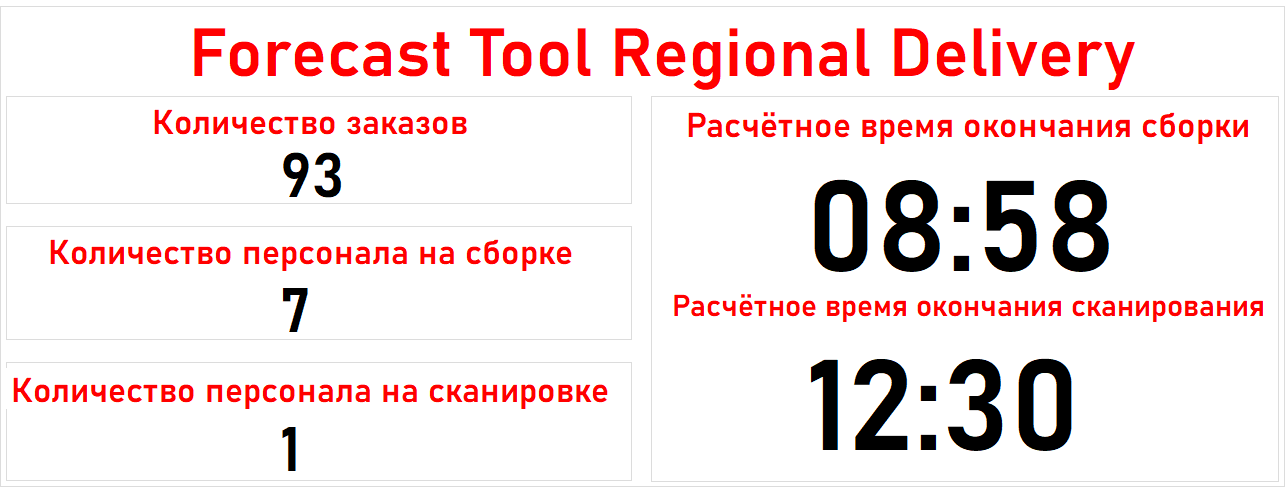 Forecast Tool Regional Delivery
Количество заказов
93
Количество персонала на сборке
7
Количество персонала на сканировке
1
Расчётное время окончания сборки
08:58
Расчётное время окончания сканирования
12:30